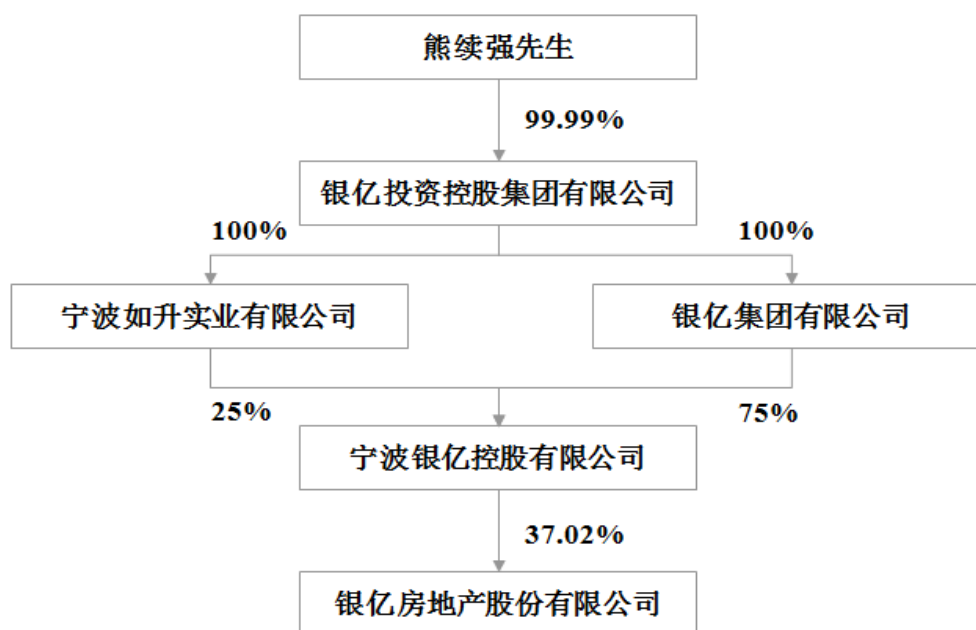 熊续强先生
99.99%
银亿投资控股集团有限公司
100%
100%
宁波如升实业有限公司
银亿集团有限公司
25%
75%
宁波银亿控股有限公司
37.02%
银亿房地产股份有限公司